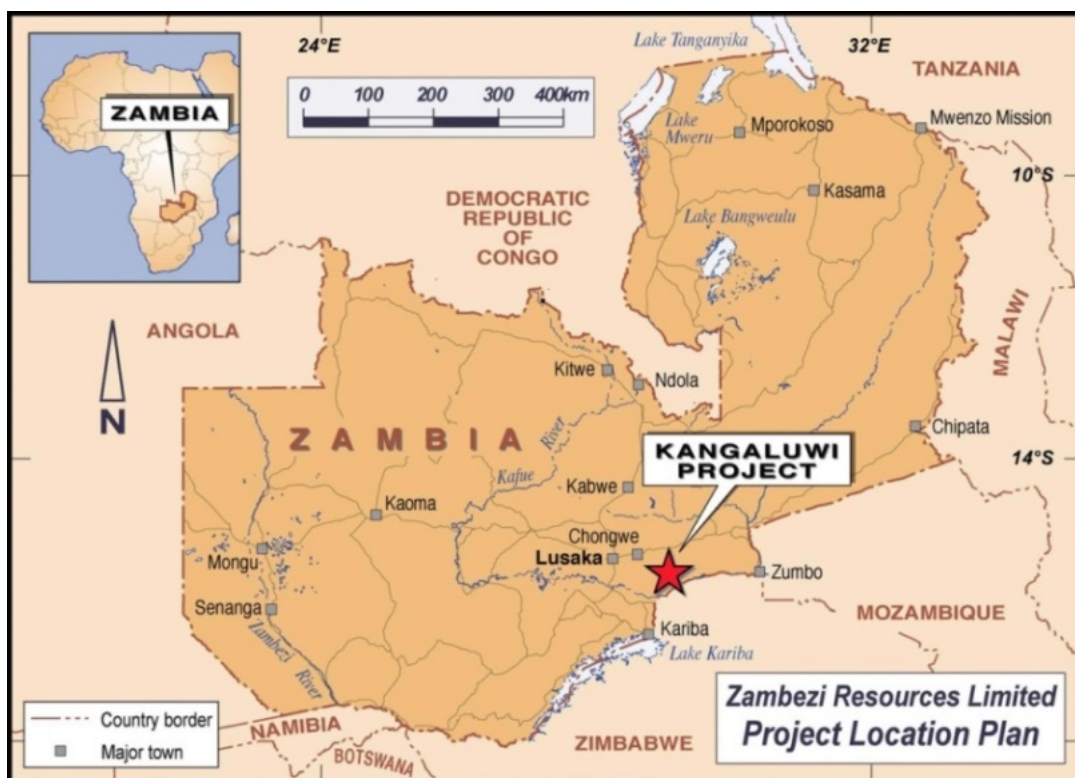 24°E
32°E
Lake Tanganyika
TANZANIA
ZAMBIA
0 100 200 300 400km
Lake
Mweru
Mporokoso
Mwenzo Mission
10°S
DEMOCRATIC
REPUBLIC
OF
CONGO
Kasama
Lake Bangweulu
ANGOLA
MALAWI
N
Kitwe
Ndola
ZAMBIA
Kafue River
KANGALUWI
PROJECT
Chipata
14°S
Kabwe
Kaoma
Chongwe
Lusaka
Mongu
Zumbo
Senanga
MOZAMBIQUE
Zambezi
River
Kariba
Lake Kariba
Country border
Major town
NAMIBIA
BOTSWANA
ZIMBABWE
Zambezi Resources Limited
Project Location Plan